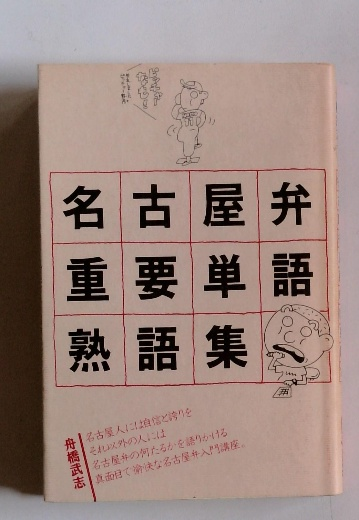 名古屋弁
重要単語
熟語集
名古屋人には自信と誇りを
それ以外の人には
名古屋弁の何たるかを語りかける
真面目で愉快な名古屋弁入門講座。
舟橋武志